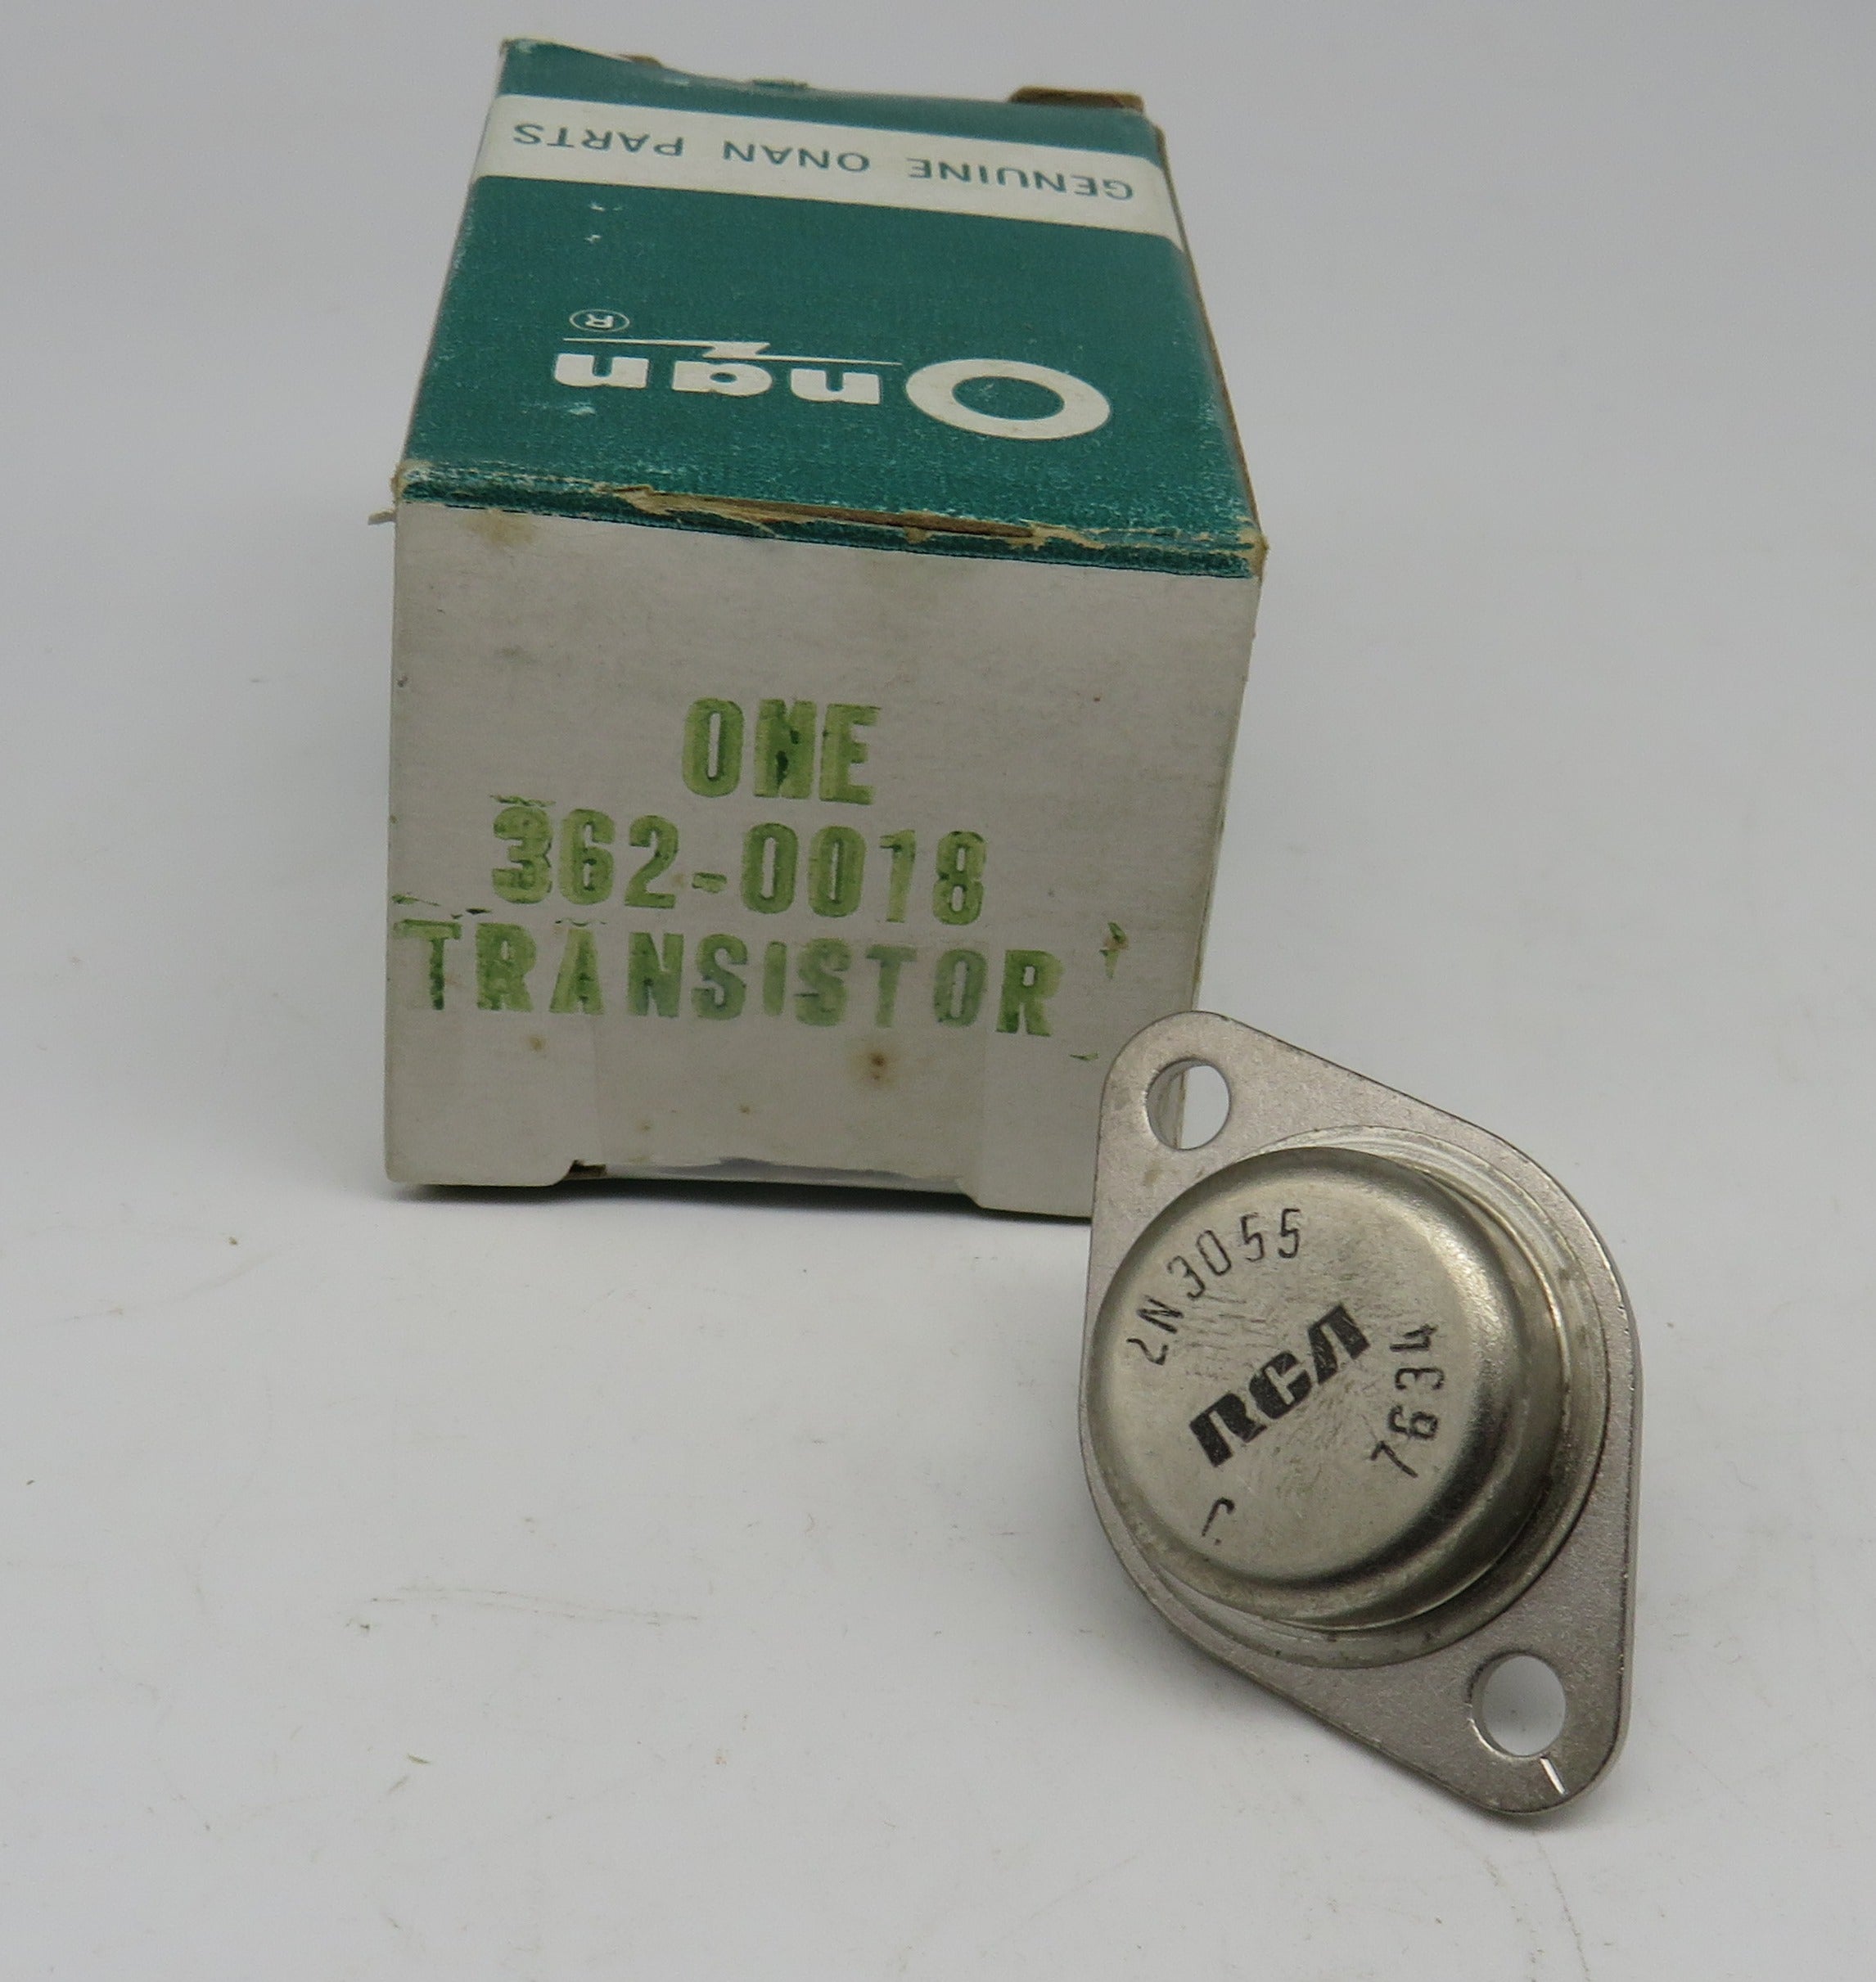 GENUINE ONAN PARTS
Onan®
ONE
362-0018
TRANSISTOR
2N3055
RCA
7634